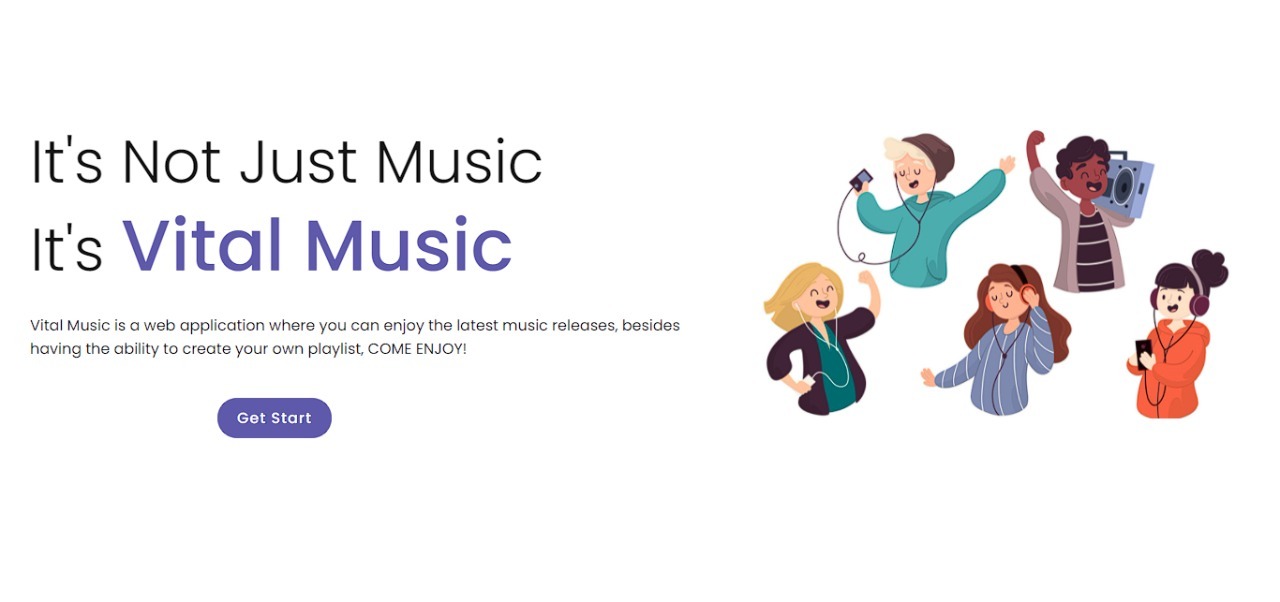 It's Not Just Music
It's Vital Music
Vital Music is a web application where you can enjoy the latest music releases, besides
having the ability to create your own playlist, COME ENJOY!
Get Start